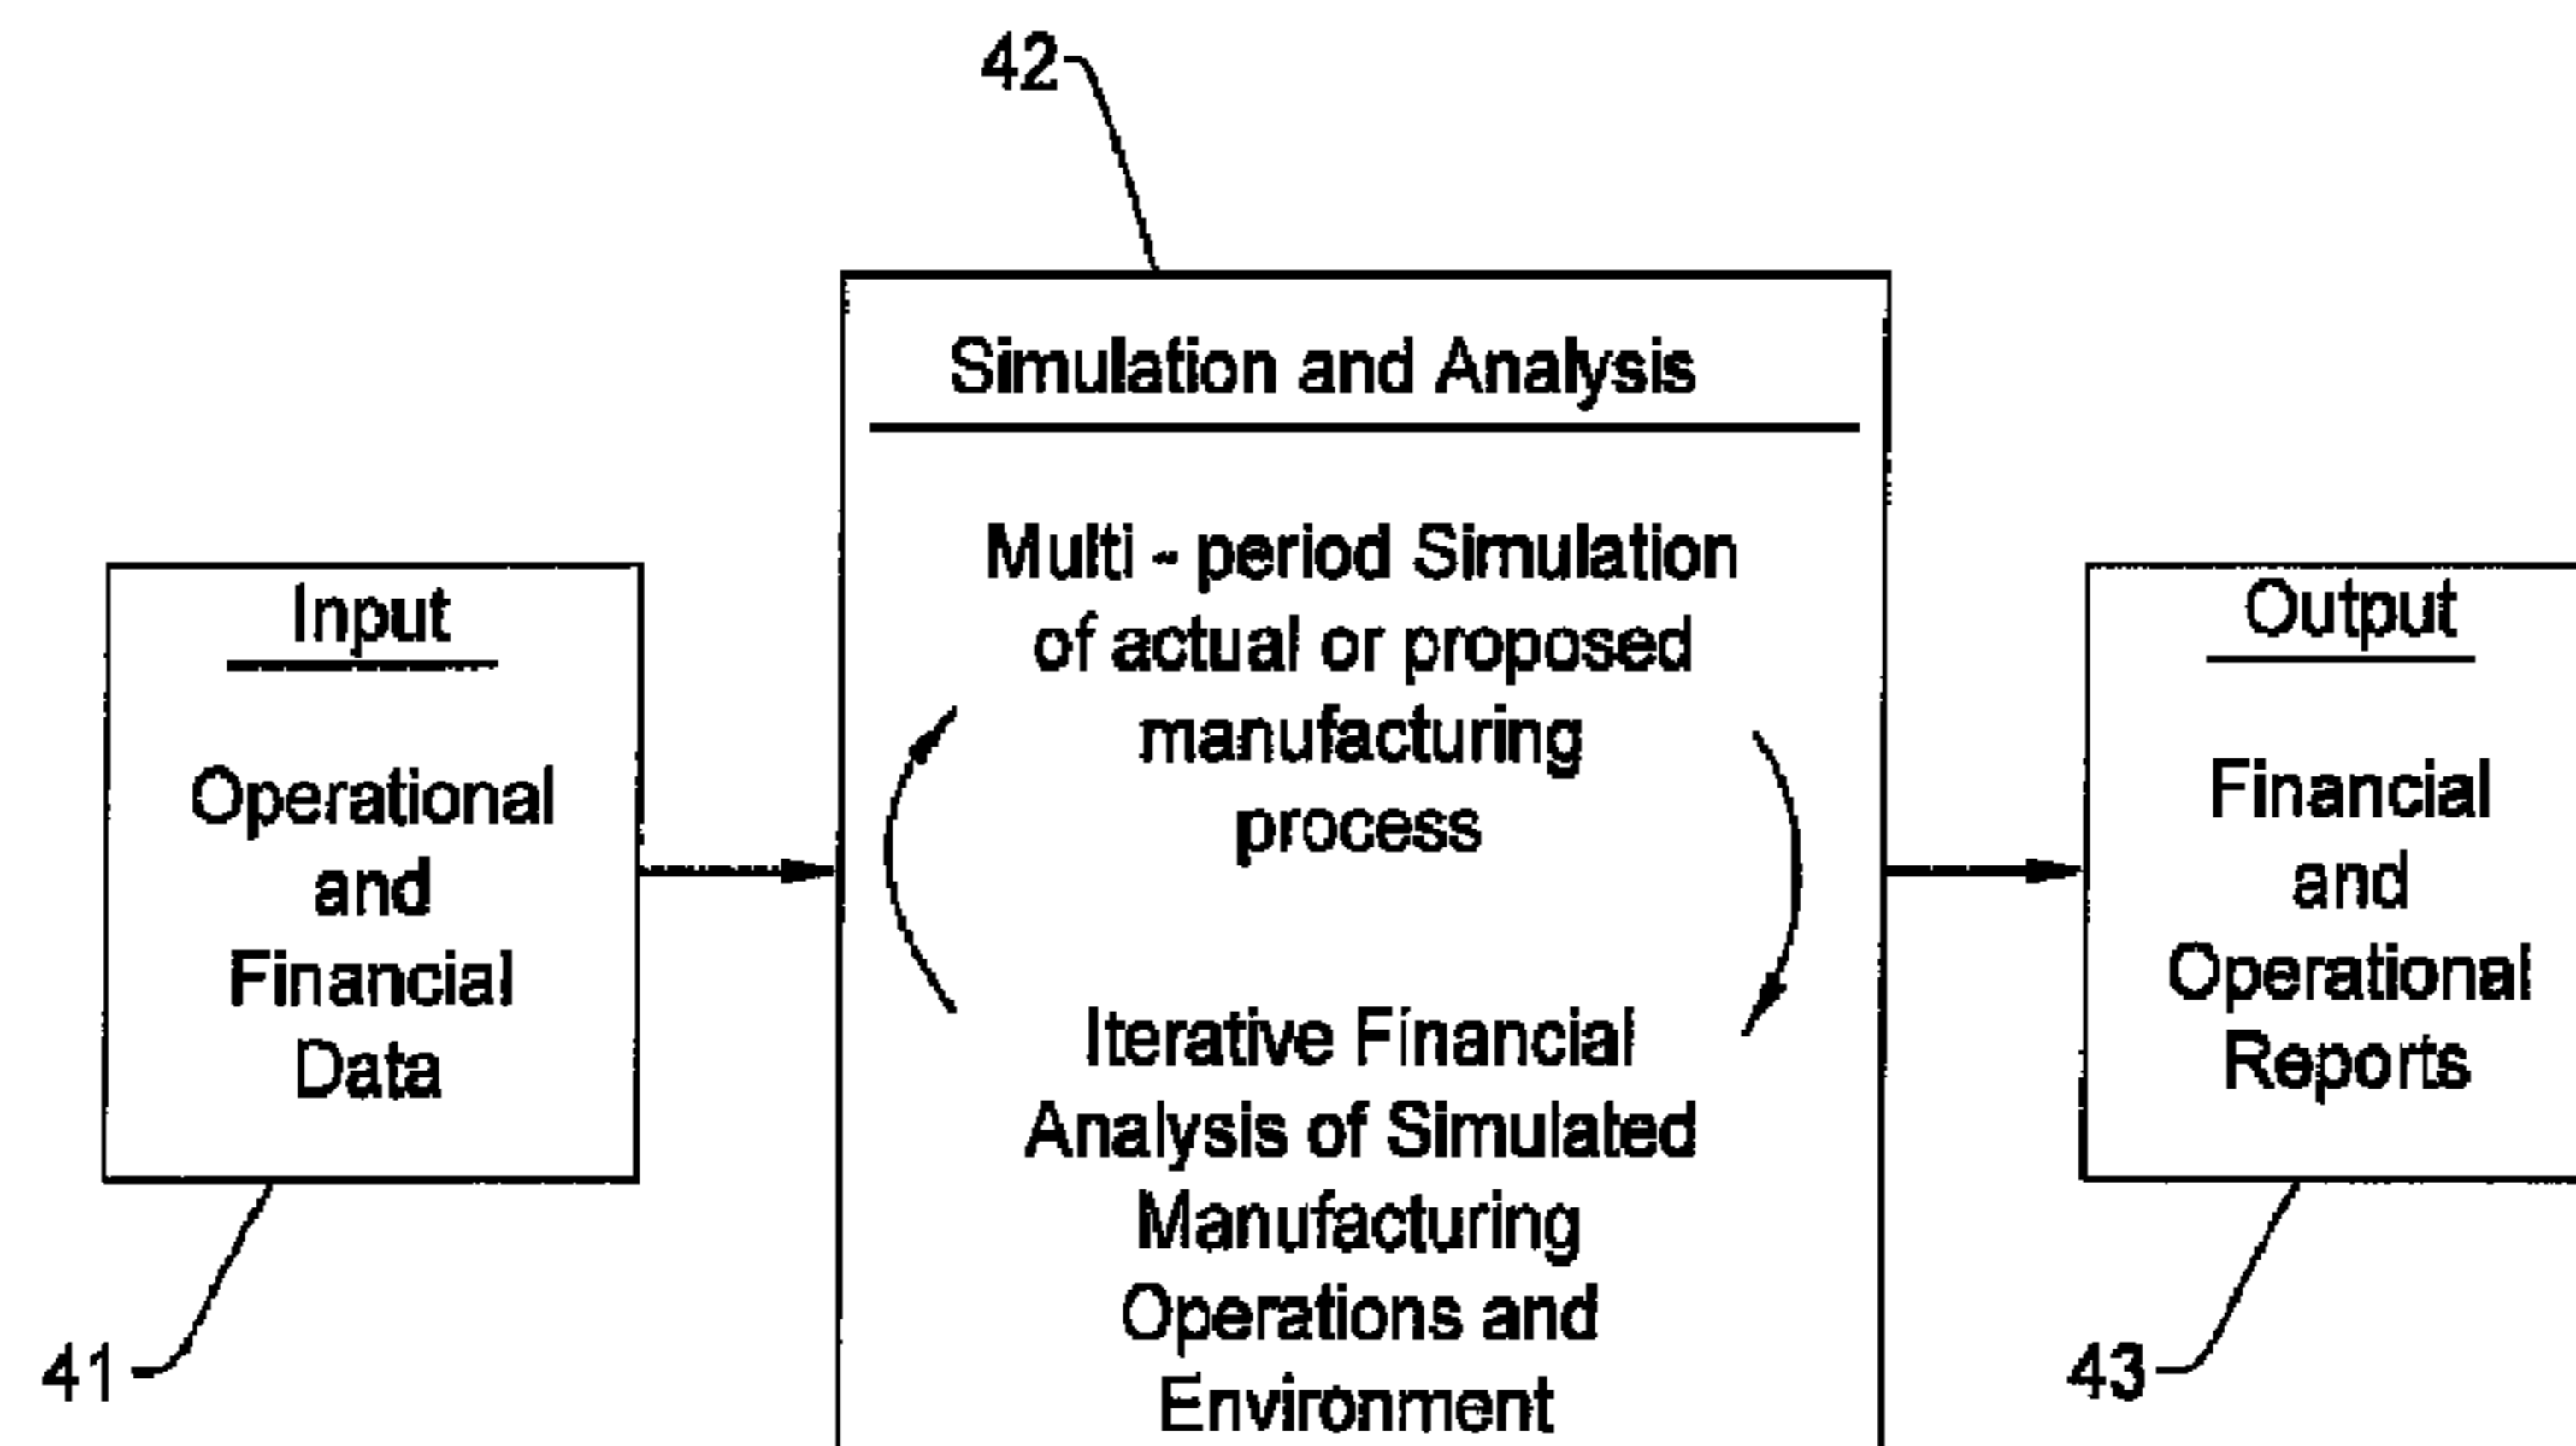 42
Simulation and Analysis
Multi - period Simulation
of actual or proposed
manufacturing
process
Iterative Financial
Analysis of Simulated
Manufacturing
Operations and
Environment
Input
Operational
and
Financial
Data
41
Output
Financial
and
Operational
Reports
43